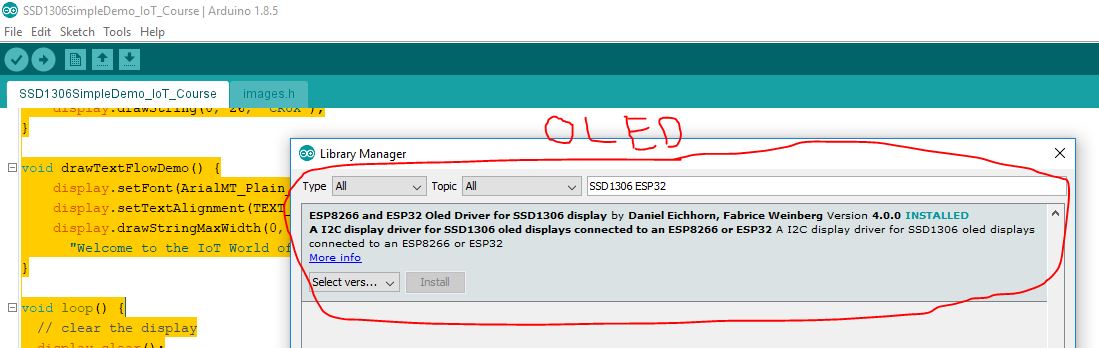 SSD1306SimpleDemo_IoT_Course | Arduino 1.8.5
File Edit Sketch Tools Help
SSD1306SimpleDemo_IoT_Course images.h
display.drawString(0, 26, "CROX");
}
OLED
Library Manager
void drawTextFlowDemo() {
display.setFont(ArialMT_Plain_
display.setTextAlignment(TEXT_
display.drawStringMaxWidth(0,
"Welcome to the IoT World of
}
void loop() {
// clear the display
display.clear();
Type All Topic All SSD1306 ESP32
ESP8266 and ESP32 Oled Driver for SSD1306 display by Daniel Eichhorn, Fabrice Weinberg Version 4.0.0 INSTALLED
A I2C display driver for SSD1306 oled displays connected to an ESP8266 or ESP32 A I2C display driver for SSD1306 oled displays
connected to an ESP8266 or ESP32
More info
Select vers... Install